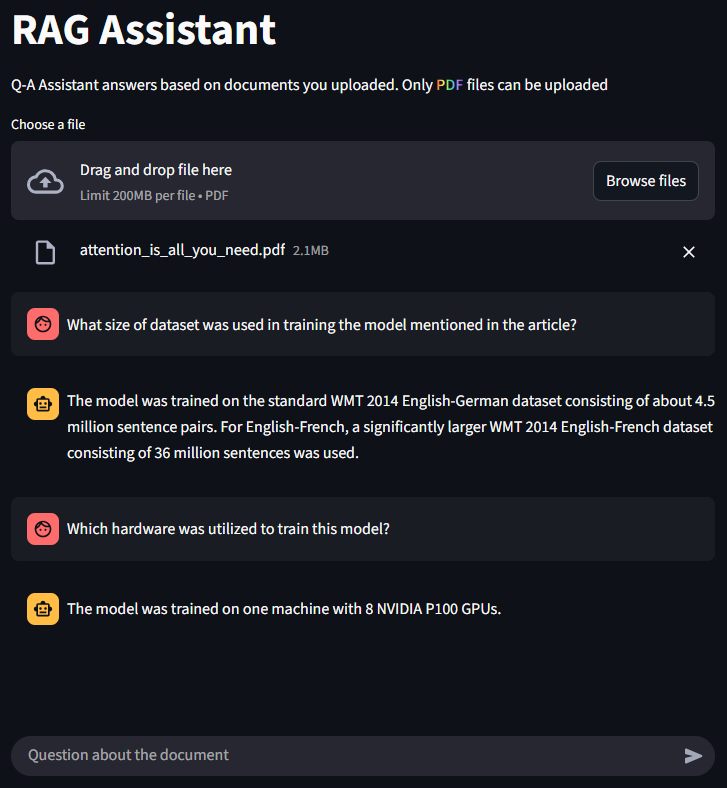 RAG Assistant
Q-A Assistant answers based on documents you uploaded. Only PDF files can be uploaded
Choose a file
Drag and drop file here
Limit 200MB per file • PDF
Browse files
attention_is_all_you_need.pdf 2.1MB
What size of dataset was used in training the model mentioned in the article?
The model was trained on the standard WMT 2014 English-German dataset consisting of about 4.5
million sentence pairs. For English-French, a significantly larger WMT 2014 English-French dataset
consisting of 36 million sentences was used.
Which hardware was utilized to train this model?
The model was trained on one machine with 8 NVIDIA P100 GPUs.
Question about the document